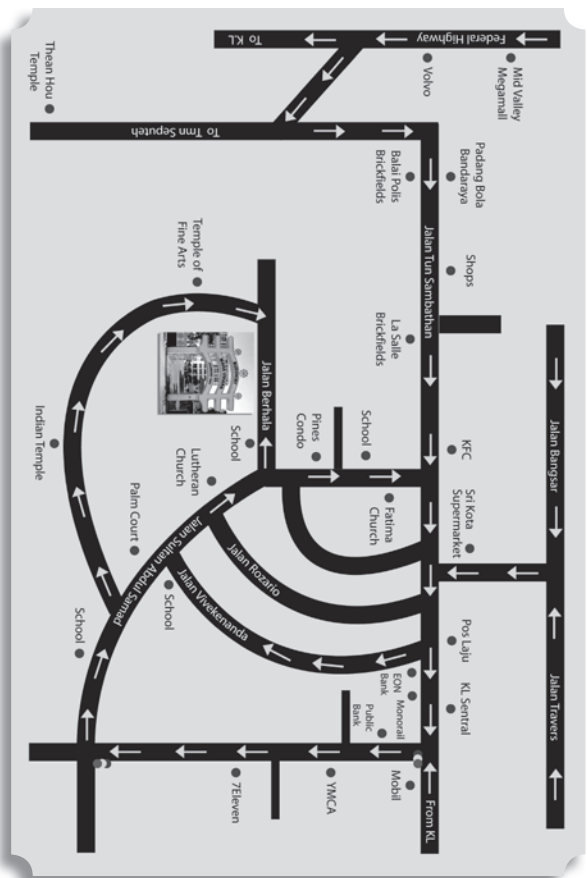 Jalan Bangsar
Jalan Travers
Mid Valley
Megamall
Padang Bola
Bandaraya
Shops
KFC
Sri Kota
Supermarket
Pos Laju
KL Sentral
Federal Highway
To KL
Volvo
Jalan Tun Sambathan
From KL
Balai Polis
Brickfields
La Salle
Brickfields
Fatima
Church
EON
Bank
Monorail
Mobil
School
Public
Bank
Pines
Condo
YMCA
Jalan Berhala
Jalan Rozario
Jalan Vivekenanda
School
7Eleven
To Tmn Seputeh
Temple of
Fine Arts
Lutheran
Church
Jalan Sultan Abdul Samad
School
Palm Court
School
Thean Hou
Temple
Indian Temple